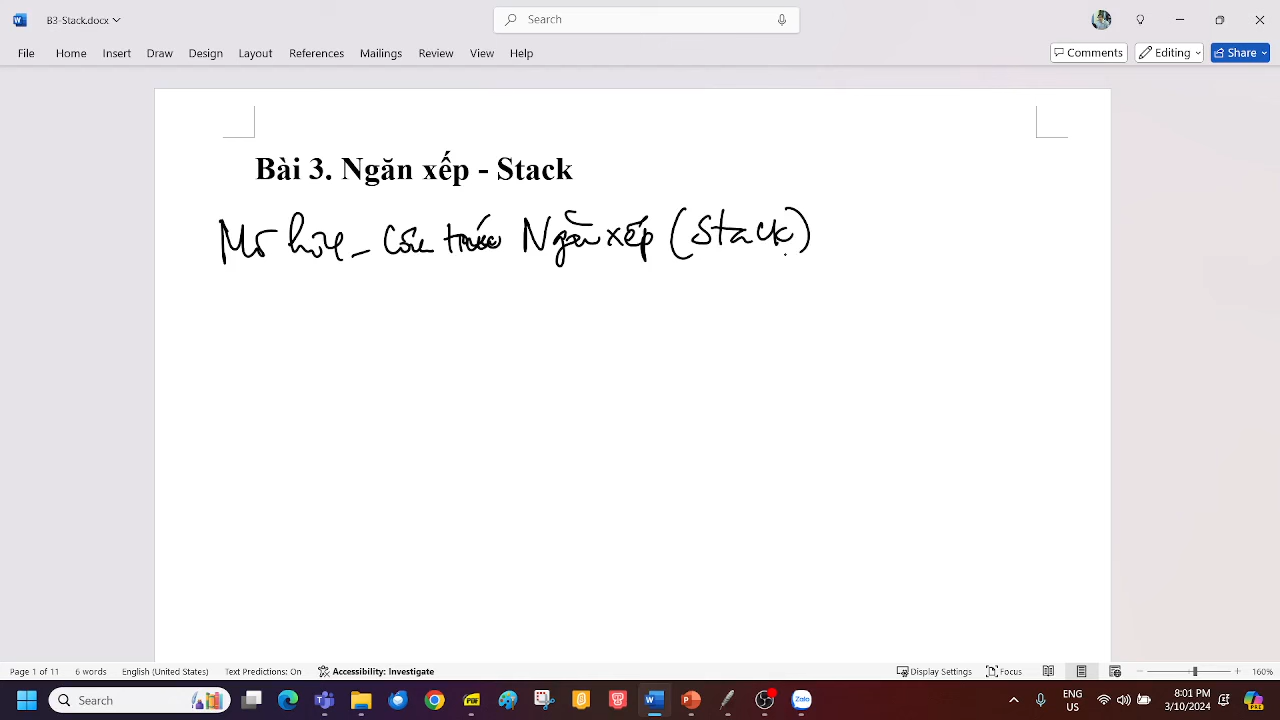 B3-Stack.docx
Search
File Home Insert Draw Design Layout References Mailings Review View Help
Comments Editing Share
Bài 3. Ngăn xếp - Stack
Mô hình - Cấu trúc Ngăn xếp (Stack)
Page 1 of 11 6 words English (United States) Text Predictions: On Accessibility: Investigate Display Settings Focus 160%
Search
ENG
US
8:01 PM
3/10/2024